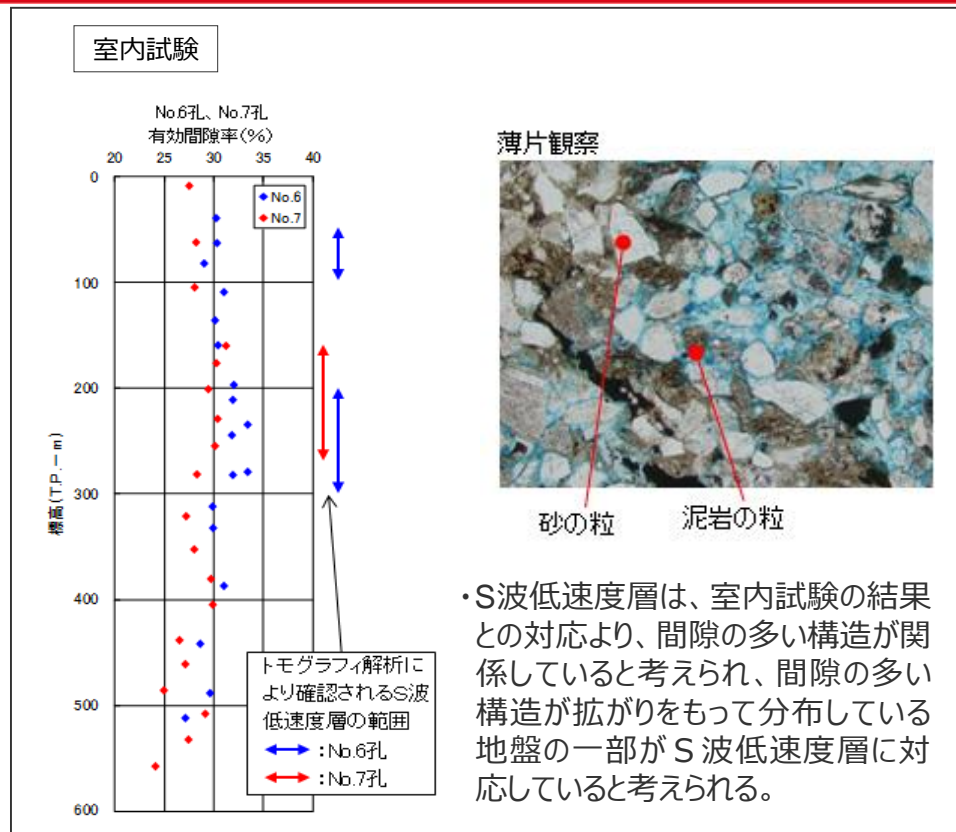 室内試験
No.6孔、No.7孔
有効間隙率(%)
20 25 30 35 40
0
100
200
300
400
500
600
標高(T.P.－m)
No.6
No.7
トモグラフィ解析に
より確認されるS波
低速度層の範囲
：No.6孔
：No.7孔
薄片観察
砂の粒
泥岩の粒
・S波低速度層は、室内試験の結果
との対応より、間隙の多い構造が関
係していると考えられ、間隙の多い
構造が拡がりをもって分布している
地盤の一部がS波低速度層に対
応していると考えられる。